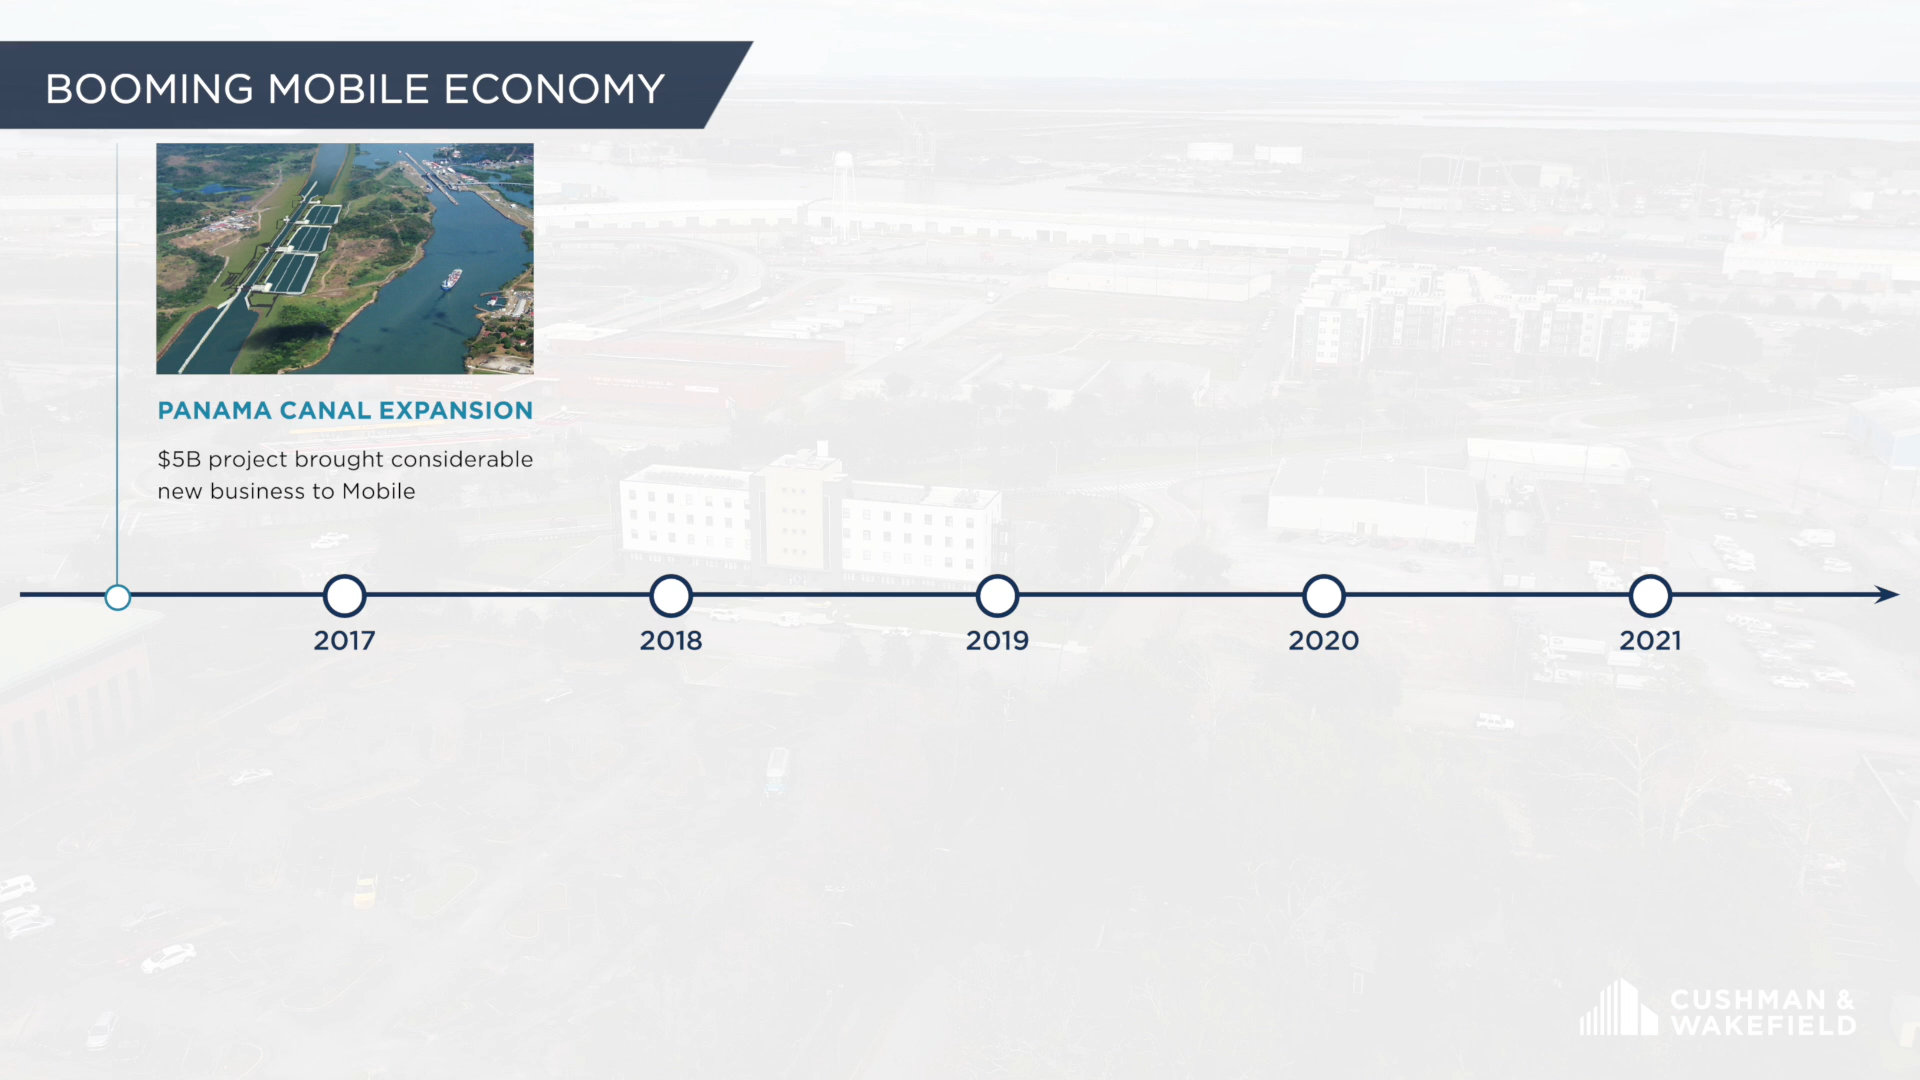 BOOMING MOBILE ECONOMY
PANAMA CANAL EXPANSION
$5B project brought considerable
new business to Mobile
2017
2018
2019
2020
2021
CUSHMAN &
WAKEFIELD